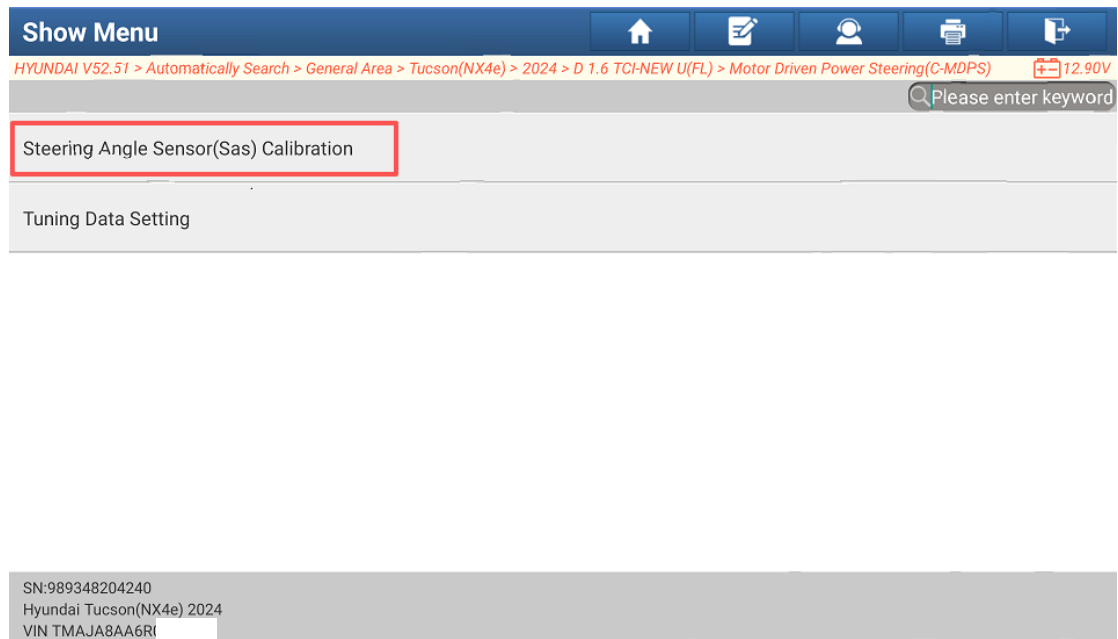 Show Menu
HYUNDAI V52.51 > Automatically Search > General Area > Tucson(NX4e) > 2024 > D 1.6 TCI-NEW U(FL) > Motor Driven Power Steering(C-MDPS) 12.90V
Please enter keyword
Steering Angle Sensor(Sas) Calibration
Tuning Data Setting
SN:989348204240
Hyundai Tucson(NX4e) 2024
VIN TMAJA8AA6R